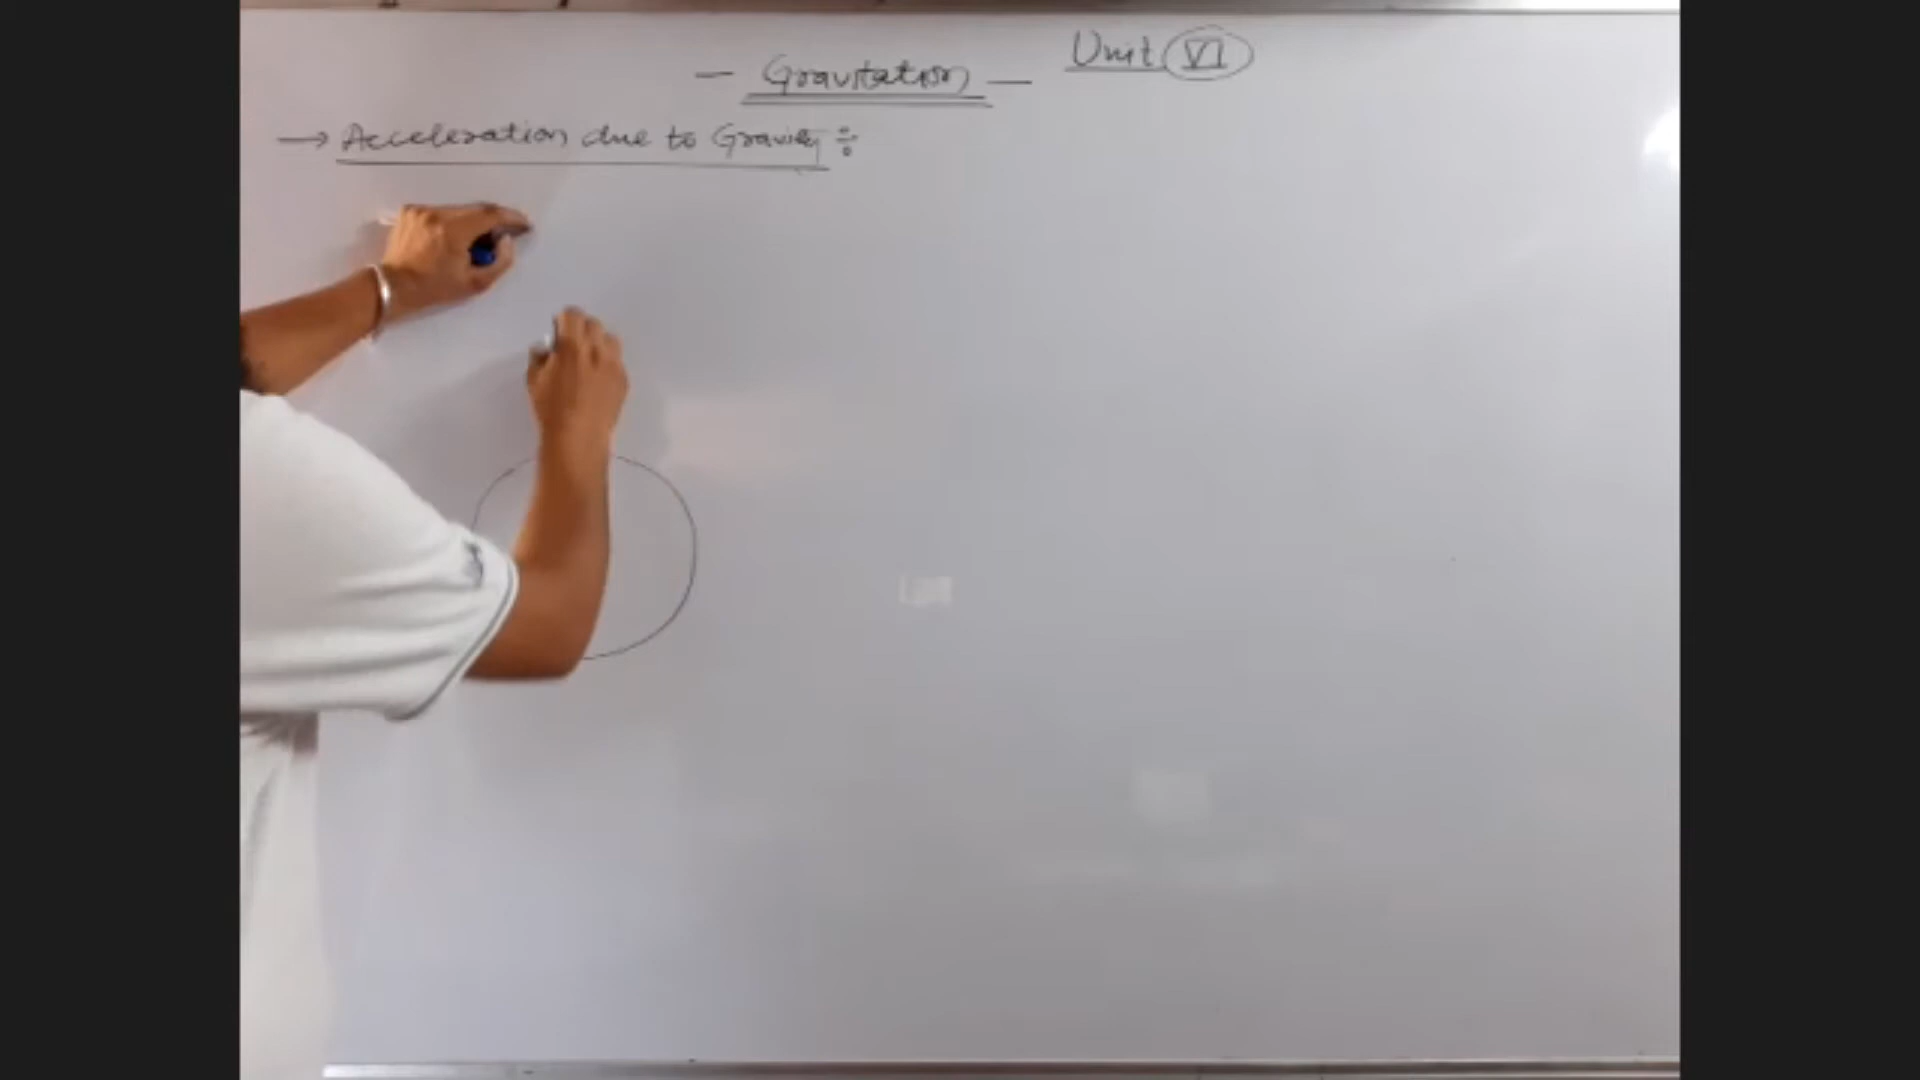 — Gravitation — Unit VI
→ Acceleration due to Gravity ÷